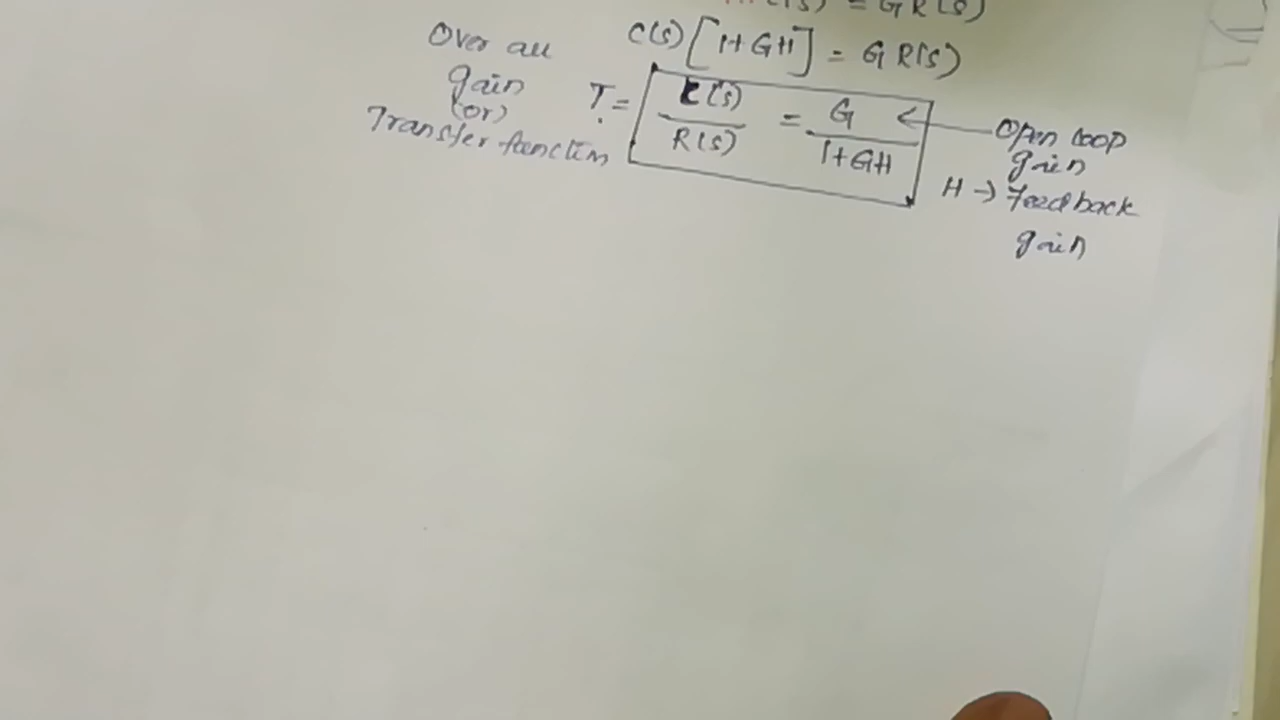 = G R(s)
C(s) [1+GH] = G R(s)
Over all
gain
(or)
Transfer function
T = C(s) / R(s) = G / 1+GH
Open loop
gain
H → feedback
gain